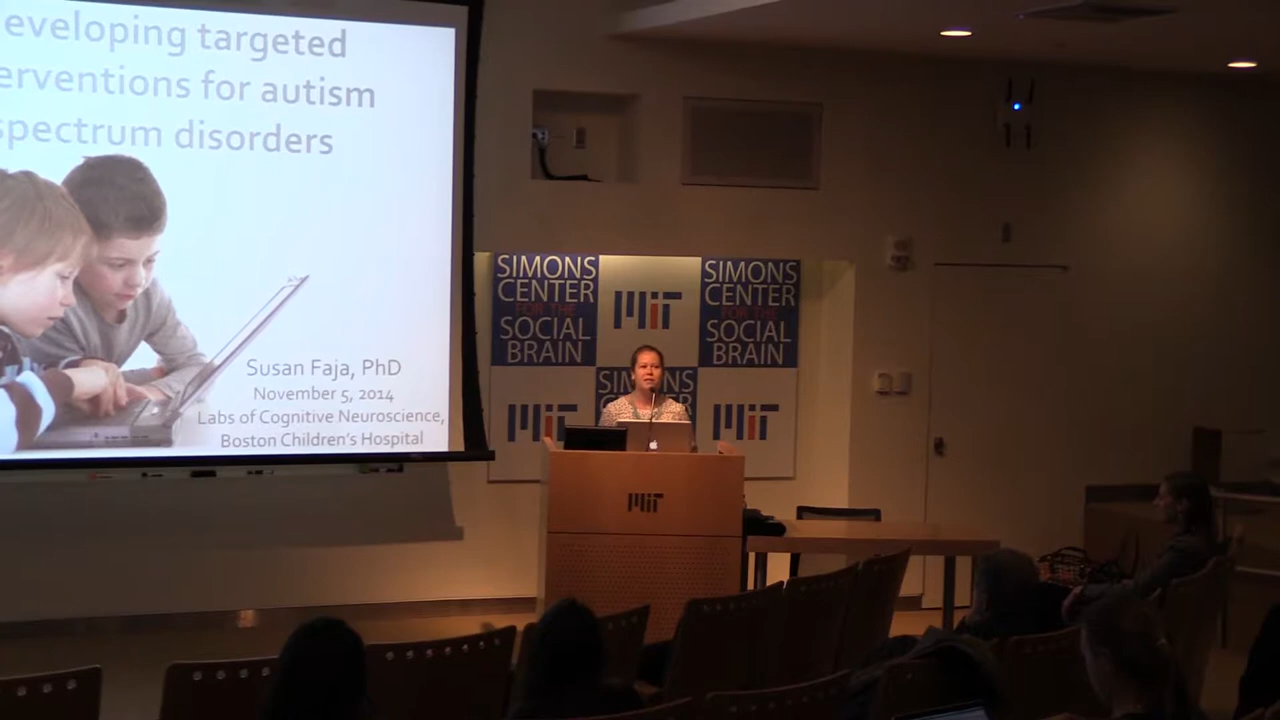 eveloping targeted
erventions for autism
spectrum disorders
Susan Faja, PhD
November 5, 2014
Labs of Cognitive Neuroscience,
Boston Children's Hospital
SIMONS
CENTER
FOR THE
SOCIAL
BRAIN
MIT
SIMONS
CENTER
FOR THE
SOCIAL
BRAIN
MIT
SIMONS
MIT
MIT